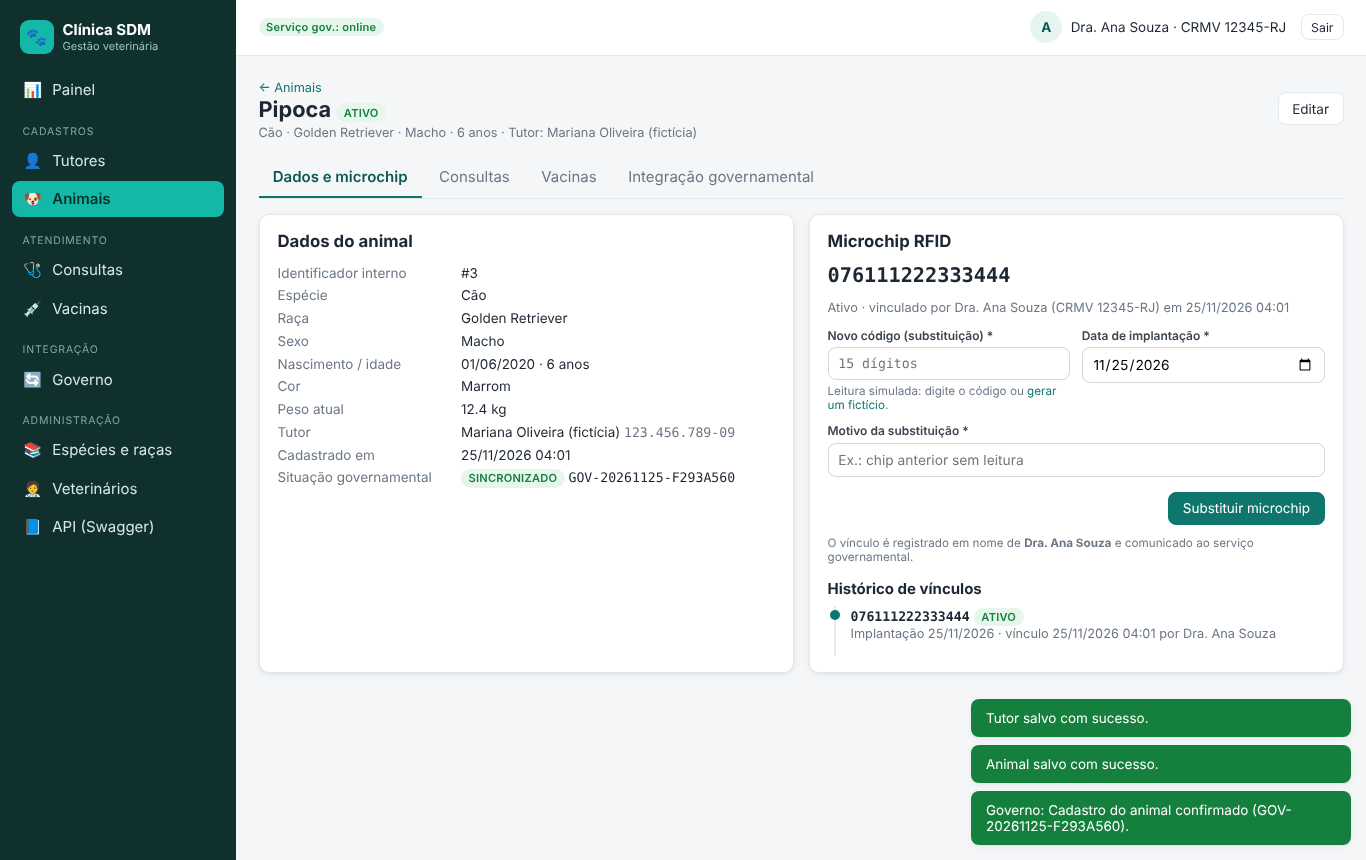 Clínica SDM
Gestão veterinária
Painel
CADASTROS
Tutores
Animais
ATENDIMENTO
Consultas
Vacinas
INTEGRAÇÃO
Governo
ADMINISTRAÇÃO
Espécies e raças
Veterinários
API (Swagger)
Serviço gov.: online
A Dra. Ana Souza · CRMV 12345-RJ Sair
← Animais
Pipoca ATIVO
Cão · Golden Retriever · Macho · 6 anos · Tutor: Mariana Oliveira (fictícia)
Editar
Dados e microchip Consultas Vacinas Integração governamental
Dados do animal
Identificador interno #3
Espécie Cão
Raça Golden Retriever
Sexo Macho
Nascimento / idade 01/06/2020 · 6 anos
Cor Marrom
Peso atual 12.4 kg
Tutor Mariana Oliveira (fictícia) 123.456.789-09
Cadastrado em 25/11/2026 04:01
Situação governamental SINCRONIZADO GOV-20261125-F293A560
Microchip RFID
076111222333444
Ativo · vinculado por Dra. Ana Souza (CRMV 12345-RJ) em 25/11/2026 04:01
Novo código (substituição) * Data de implantação *
15 dígitos 11/25/2026
Leitura simulada: digite o código ou gerar
um fictício.
Motivo da substituição *
Ex.: chip anterior sem leitura
Substituir microchip
O vínculo é registrado em nome de Dra. Ana Souza e comunicado ao serviço
governamental.
Histórico de vínculos
076111222333444 ATIVO
Implantação 25/11/2026 · vínculo 25/11/2026 04:01 por Dra. Ana Souza
Tutor salvo com sucesso.
Animal salvo com sucesso.
Governo: Cadastro do animal confirmado (GOV-
20261125-F293A560).